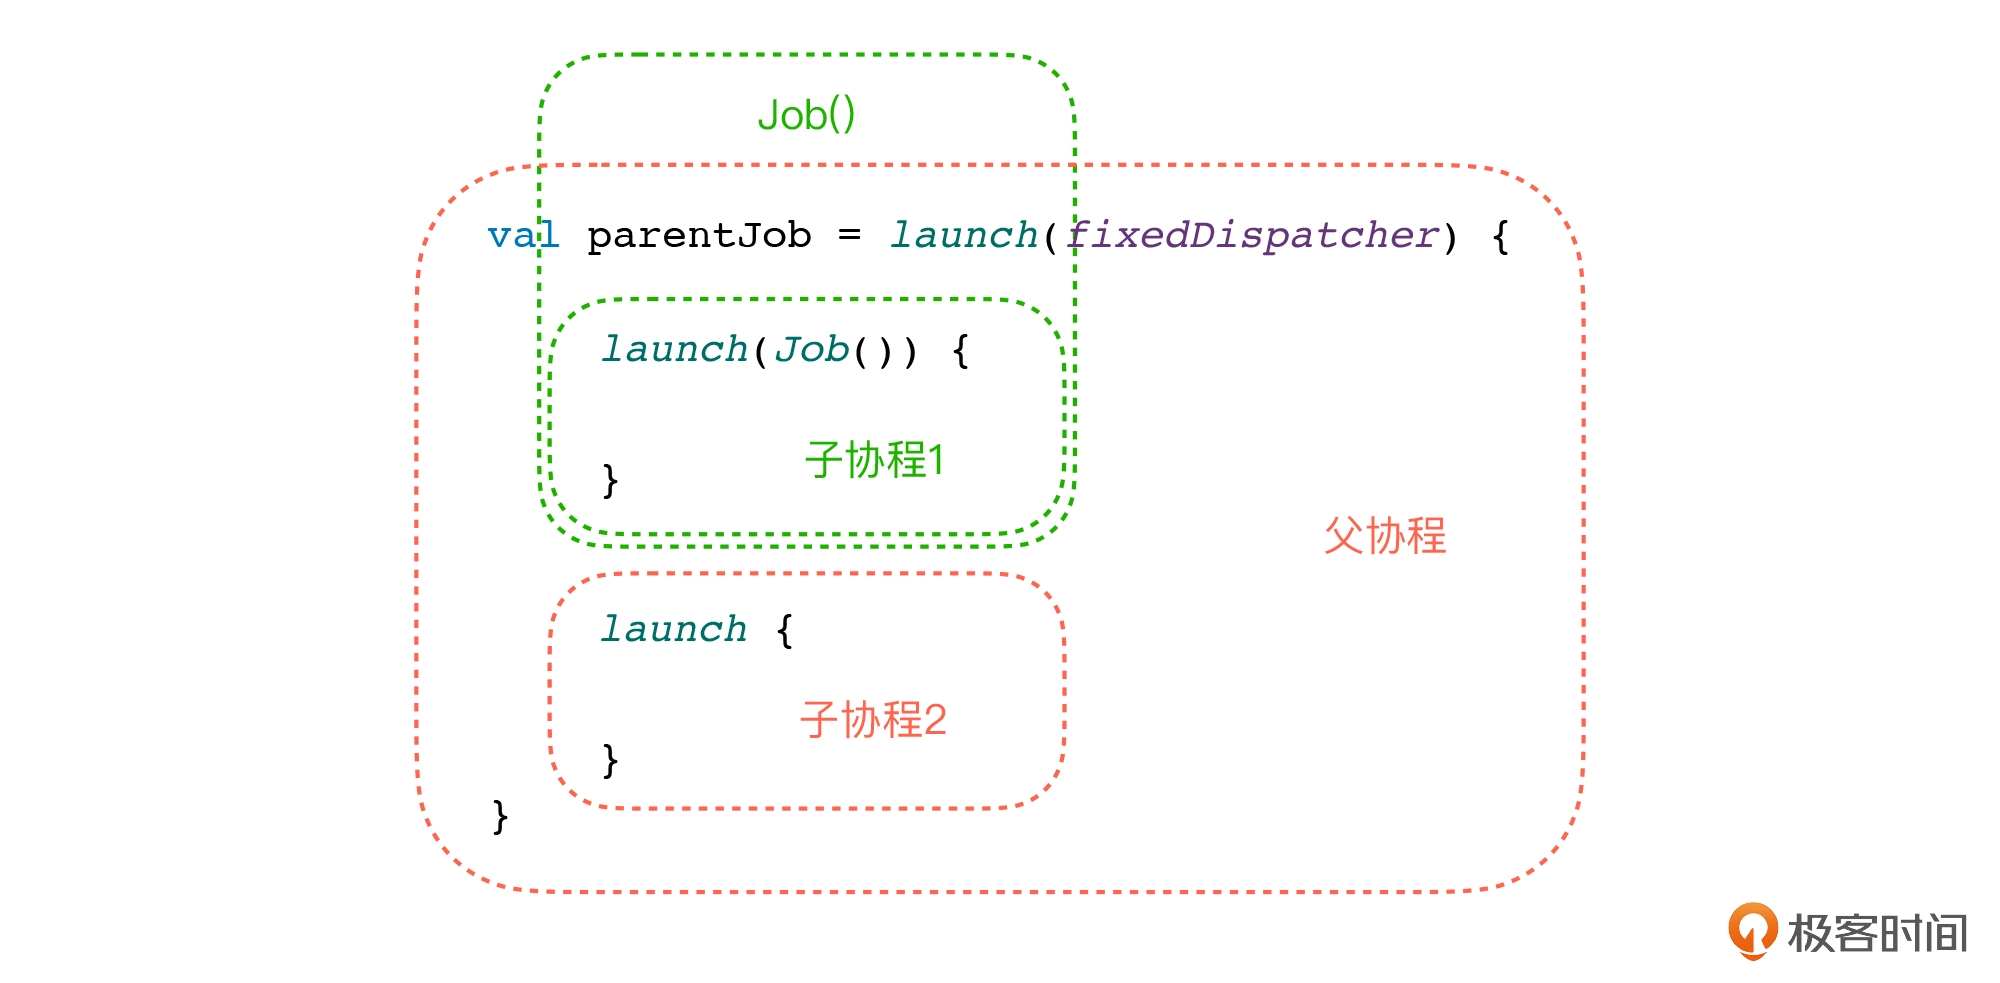 Job()
val parentJob = launch(fixedDispatcher) {
launch(Job()) {
子协程1
}
父协程
launch {
子协程2
}
}
极客时间